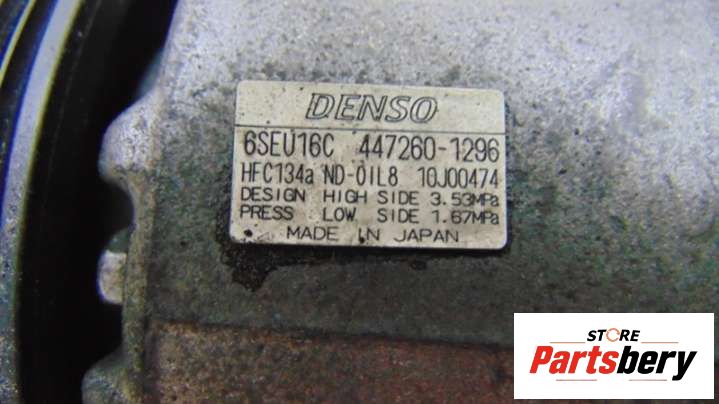 DENSO
6SEU16C 447260-1296
HFC134a ND-OIL8 10J00474
DESIGN HIGH SIDE 3.53MPa
PRESS LOW SIDE 1.67MPa
MADE IN JAPAN
STORE
Partsbery